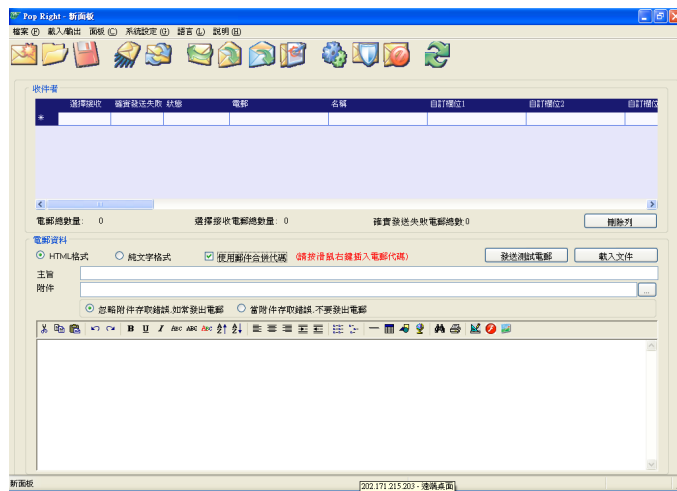 Pop Right - 新面板
檔案(F) 載入/輸出 面板(C) 系統設定(G) 語言(L) 說明(H)
收件者
選擇接收 確實發送失敗 狀態 電郵 名稱 自訂欄位1 自訂欄位2 自訂欄位
電郵總數量: 0 選擇接收電郵總數量: 0 確實發送失敗電郵總數:0 刪除列
電郵資料
HTML格式 純文字格式 使用郵件合併代碼 (請按滑鼠右鍵插入電郵代碼) 發送測試電郵 載入文件
主旨
附件 ...
忽略附件存取錯誤.如常發出電郵 當附件存取錯誤.不要發出電郵
B U I ABC ABC ABC
新面板 202.171.215.203 - 遠端桌面